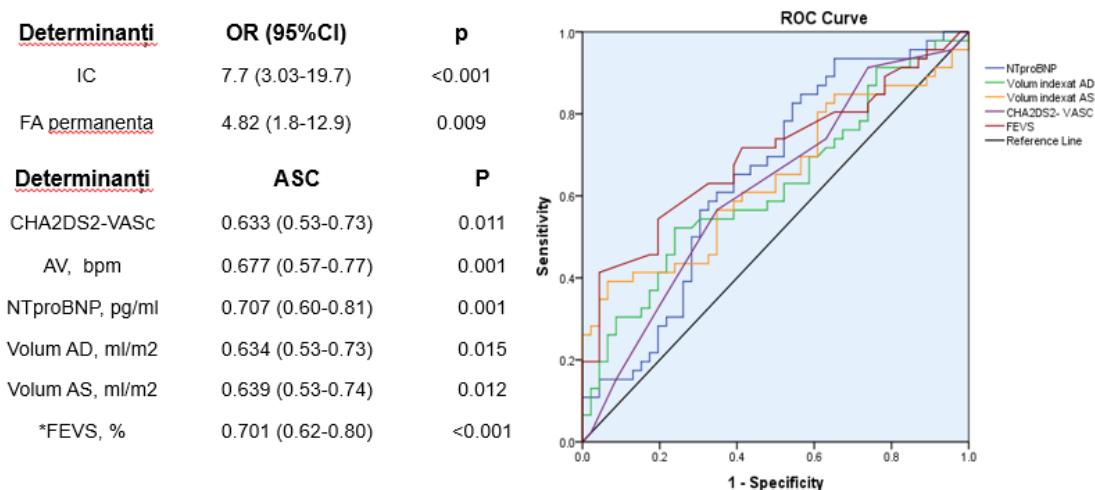 Determinanți OR (95%CI) p
IC 7.7 (3.03-19.7) <0.001
FA permanenta 4.82 (1.8-12.9) 0.009
Determinanți ASC P
CHA2DS2-VASc 0.633 (0.53-0.73) 0.011
AV, bpm 0.677 (0.57-0.77) 0.001
NTproBNP, pg/ml 0.707 (0.60-0.81) 0.001
Volum AD, ml/m2 0.634 (0.53-0.73) 0.015
Volum AS, ml/m2 0.639 (0.53-0.74) 0.012
*FEVS, % 0.701 (0.62-0.80) <0.001
ROC Curve
Sensitivity
1.0
0.8
0.6
0.4
0.2
0.0
0.0 0.2 0.4 0.6 0.8 1.0
1 - Specificity
NTproBNP
Volum indexat AD
Volum indexat AS
CHA2DS2- VASC
FEVS
Reference Line